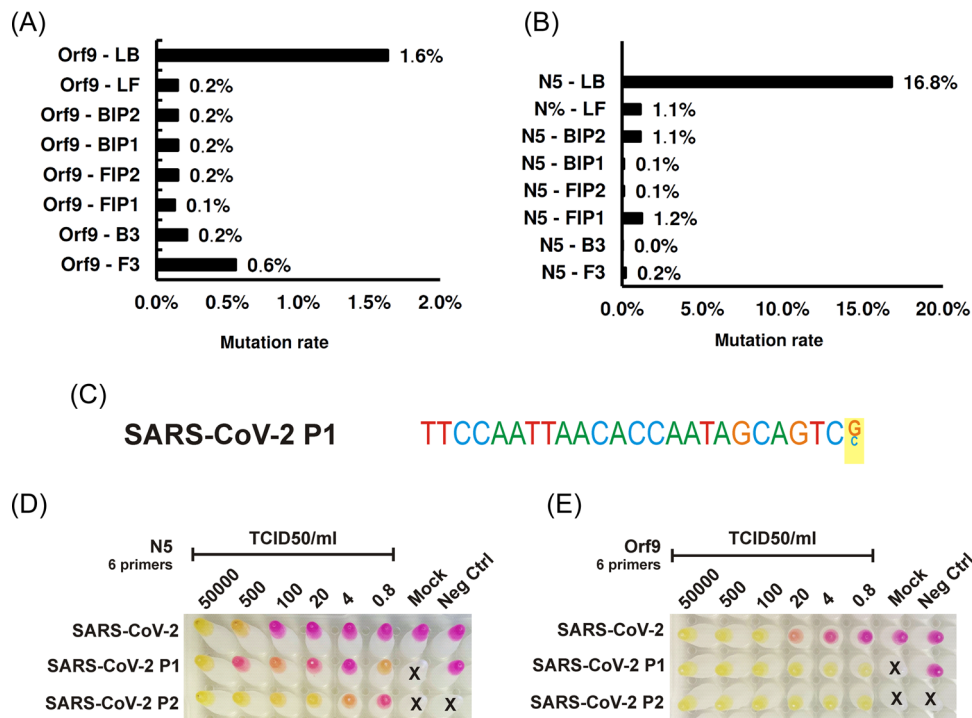 (A)
Orf9 - LB 1.6%
Orf9 - LF 0.2%
Orf9 - BIP2 0.2%
Orf9 - BIP1 0.2%
Orf9 - FIP2 0.2%
Orf9 - FIP1 0.1%
Orf9 - B3 0.2%
Orf9 - F3 0.6%
0.0% 0.5% 1.0% 1.5% 2.0%
Mutation rate
(B)
N5 - LB 16.8%
N% - LF 1.1%
N5 - BIP2 1.1%
N5 - BIP1 0.1%
N5 - FIP2 0.1%
N5 - FIP1 1.2%
N5 - B3 0.0%
N5 - F3 0.2%
0.0% 5.0% 10.0% 15.0% 20.0%
Mutation rate
(C)
SARS-CoV-2 P1 TTCCAATTAACACCAATAGCAGTCG
C
(D)
N5 TCID50/ml
6 primers
50000 500 100 20 4 0.8 Mock Neg Ctrl
SARS-CoV-2
SARS-CoV-2 P1 X
SARS-CoV-2 P2 X X
(E)
Orf9 TCID50/ml
6 primers
50000 500 100 20 4 0.8 Mock Neg Ctrl
SARS-CoV-2
SARS-CoV-2 P1 X
SARS-CoV-2 P2 X X